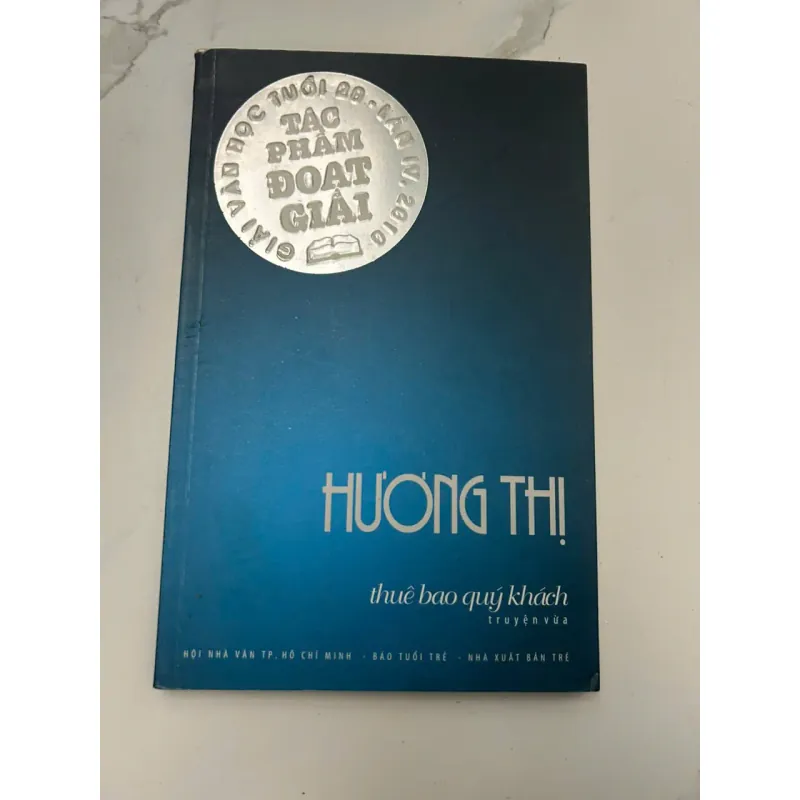 GIẢI VĂN HỌC TUỔI 20 - LẦN IV, 2010
TÁC
PHẨM
ĐOẠT
GIẢI
HƯƠNG THỊ
thuê bao quý khách
truyện vừa
HỘI NHÀ VĂN TP. HỒ CHÍ MINH - BÁO TUỔI TRẺ - NHÀ XUẤT BẢN TRẺ